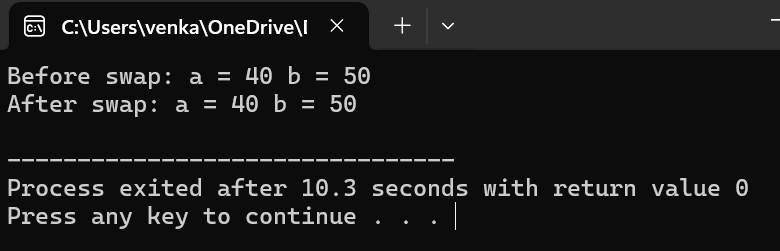 C:\Users\venka\OneDrive\I
Before swap: a = 40 b = 50
After swap: a = 40 b = 50
--------------------------------
Process exited after 10.3 seconds with return value 0
Press any key to continue . . .